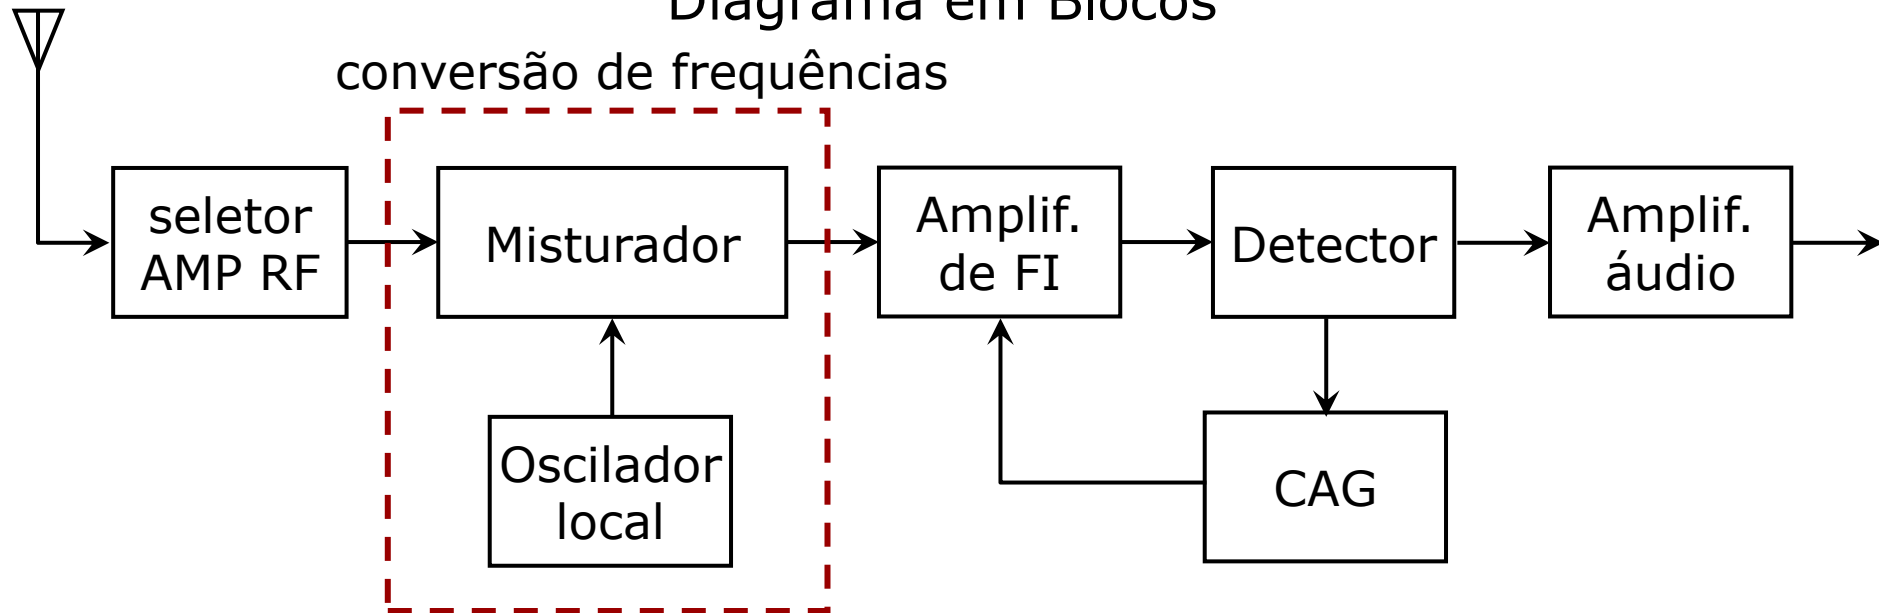 Diagrama em Blocos
conversão de frequências
seletor
AMP RF
Misturador
Amplif.
de FI
Detector
Amplif.
áudio
Oscilador
local
CAG